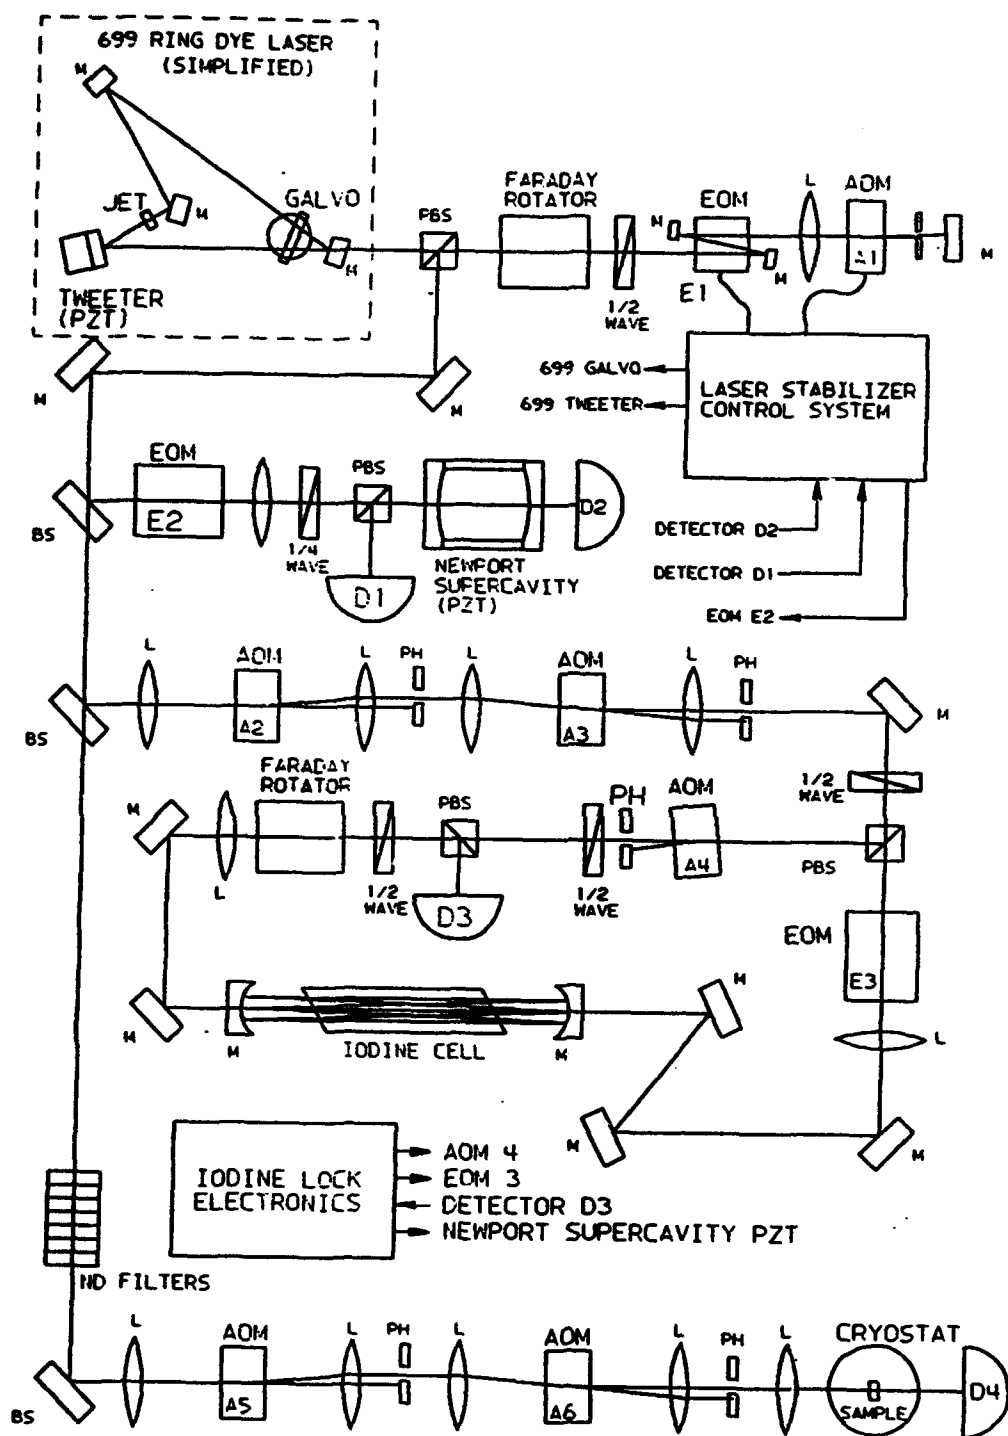 699 RING DYE LASER
(SIMPLIFIED)
M
JET
M
GALVO
M
TWEETER
(PZT)
PBS
FARADAY
ROTATOR
1/2
WAVE
M
EOM
E1
M
L
AOM
A1
M
M
M
699 GALVO
699 TWEETER
LASER STABILIZER
CONTROL SYSTEM
DETECTOR D2
DETECTOR D1
EOM E2
BS
EOM
E2
1/4
WAVE
PBS
D1
NEWPORT
SUPERCAVITY
(PZT)
D2
BS
L
AOM
A2
L
PH
L
AOM
A3
L
PH
M
1/2
WAVE
M
L
FARADAY
ROTATOR
1/2
WAVE
PBS
D3
1/2
WAVE
PH
AOM
A4
PBS
EOM
E3
L
M
M
IODINE CELL
M
M
M
M
IODINE LOCK
ELECTRONICS
AOM 4
EOM 3
DETECTOR D3
NEWPORT SUPERCAVITY PZT
ND FILTERS
BS
L
AOM
A5
L
PH
L
AOM
A6
L
PH
L
CRYOSTAT
SAMPLE
D4